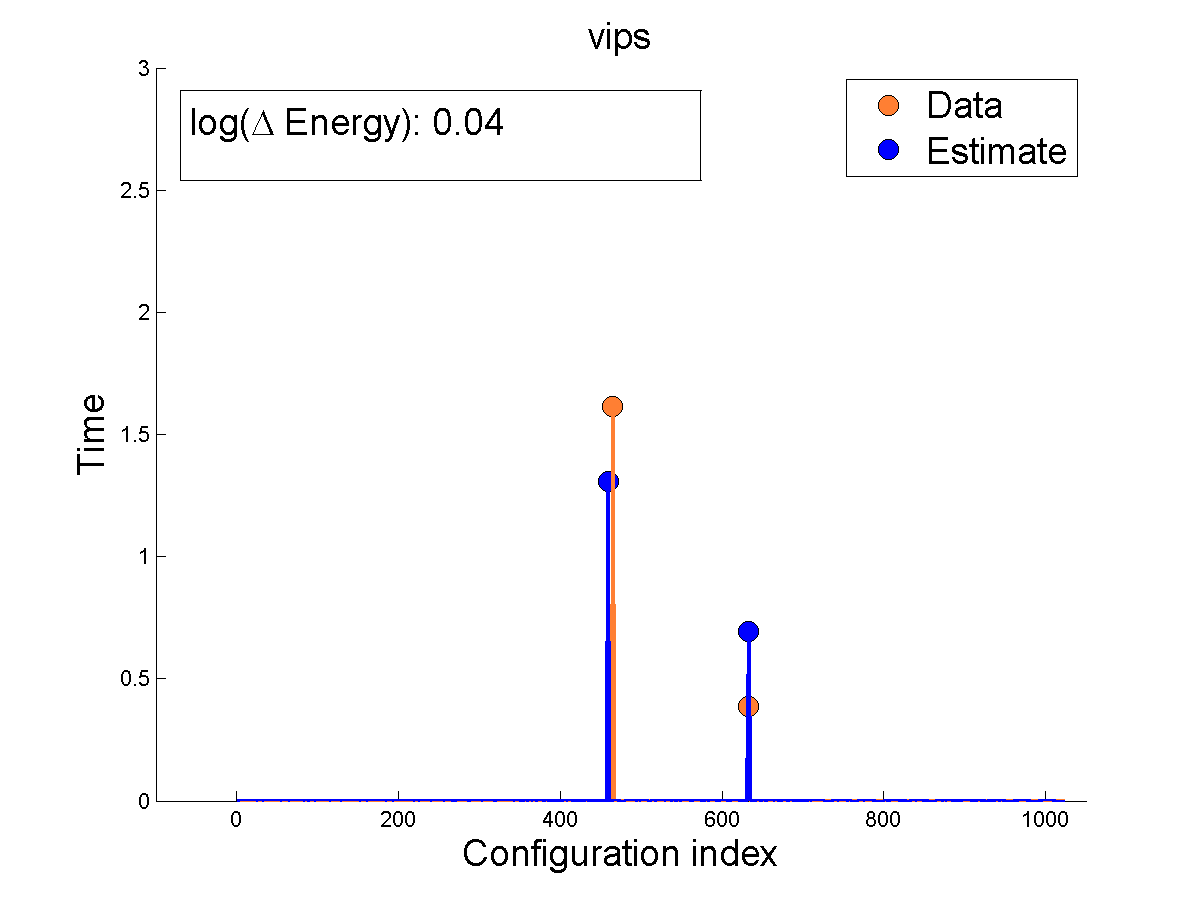 vips
log(∆ Energy): 0.04
Data
Estimate
3
2.5
2
1.5
1
0.5
0
Time
0 200 400 600 800 1000
Configuration index